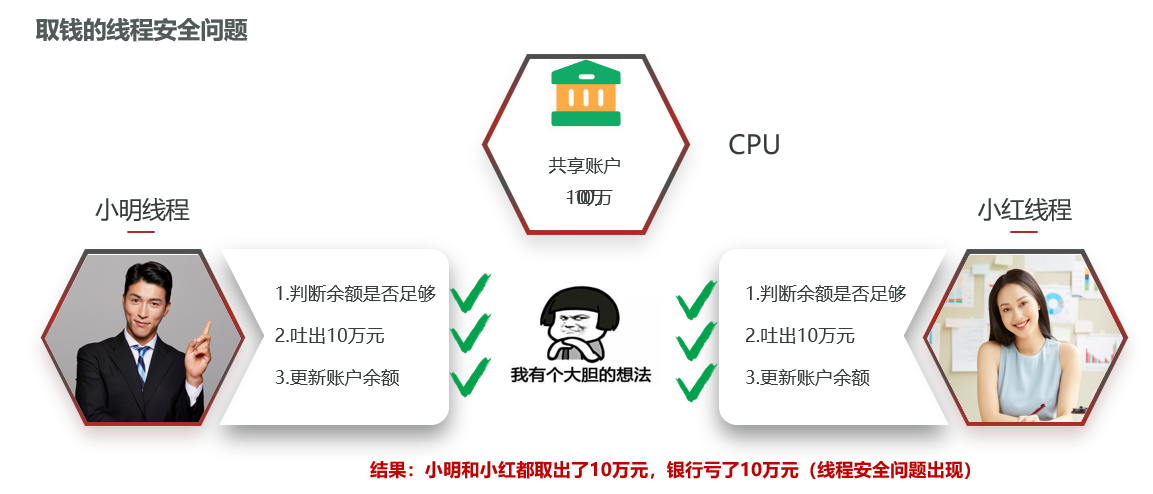 取钱的线程安全问题
CPU
共享账户
小明线程
小红线程
1.判断余额是否足够
2.吐出10万元
3.更新账户余额
我有个大胆的想法
1.判断余额是否足够
2.吐出10万元
3.更新账户余额
结果：小明和小红都取出了10万元，银行亏了10万元（线程安全问题出现）